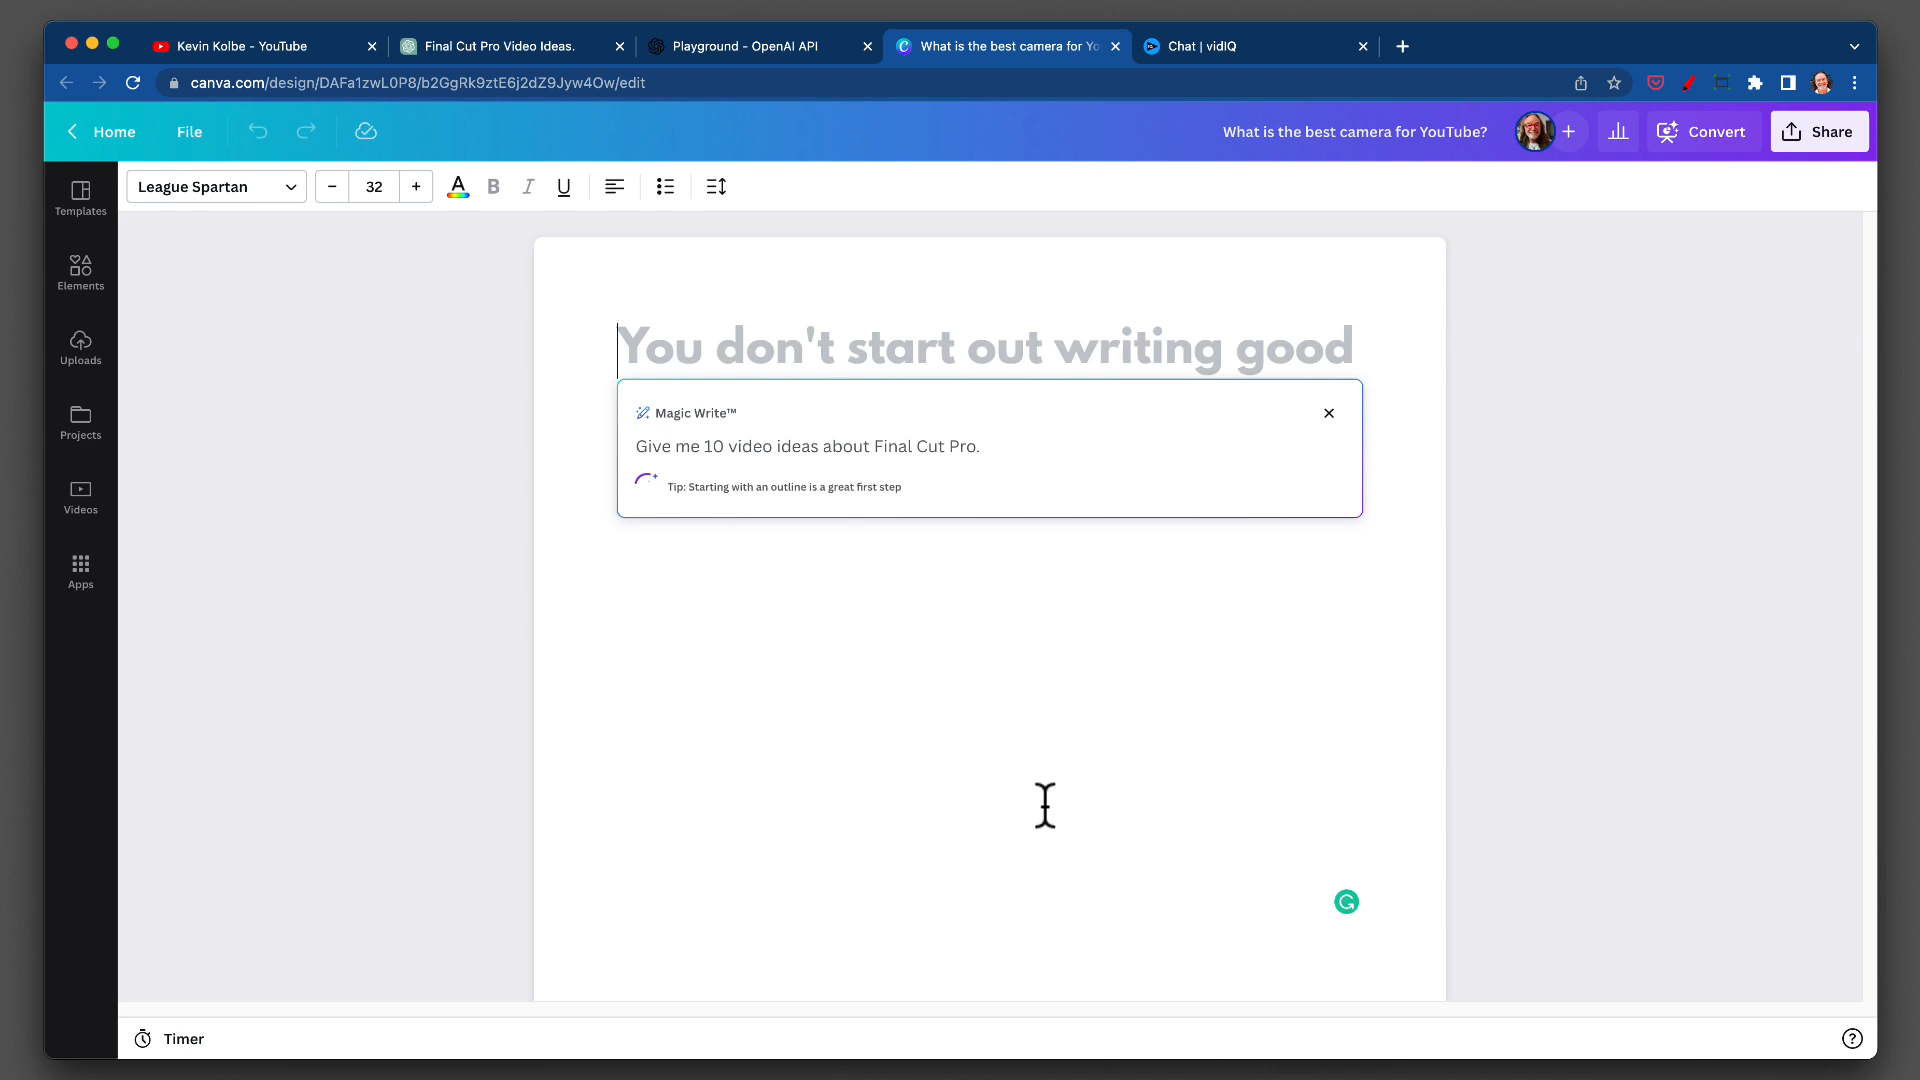 Kevin Kolbe - YouTube
Final Cut Pro Video Ideas.
Playground - OpenAI API
What is the best camera for Yo
Chat | vidIQ
canva.com/design/DAFa1zwL0P8/b2GgRk9ztE6j2dZ9Jyw4Ow/edit
Home
File
What is the best camera for YouTube?
Convert
Share
League Spartan
32
Templates
Elements
Uploads
Projects
Videos
Apps
You don't start out writing good
Magic Write™
Give me 10 video ideas about Final Cut Pro.
Tip: Starting with an outline is a great first step
Timer